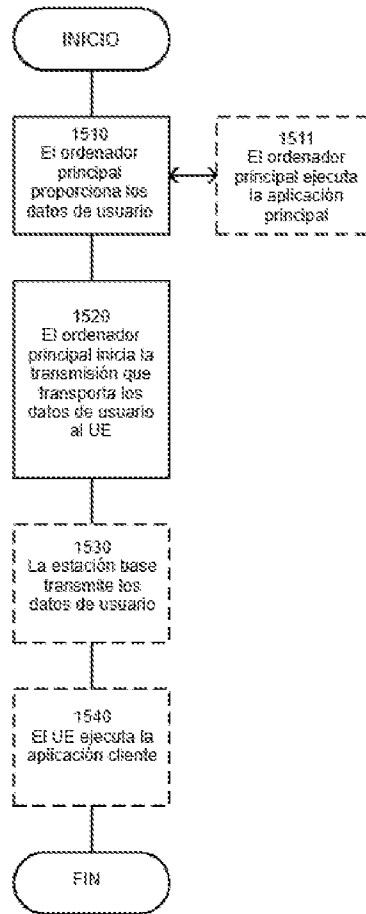 INICIO
1510
El ordenador
principal
proporciona los
datos de usuario
1511
El ordenador
principal ejecuta
la aplicación
principal
1520
El ordenador
principal inicia la
transmisión que
transporta los
datos de usuario
al UE
1530
La estación base
transmite los
datos de usuario
1540
El UE ejecuta la
aplicación cliente
FIN